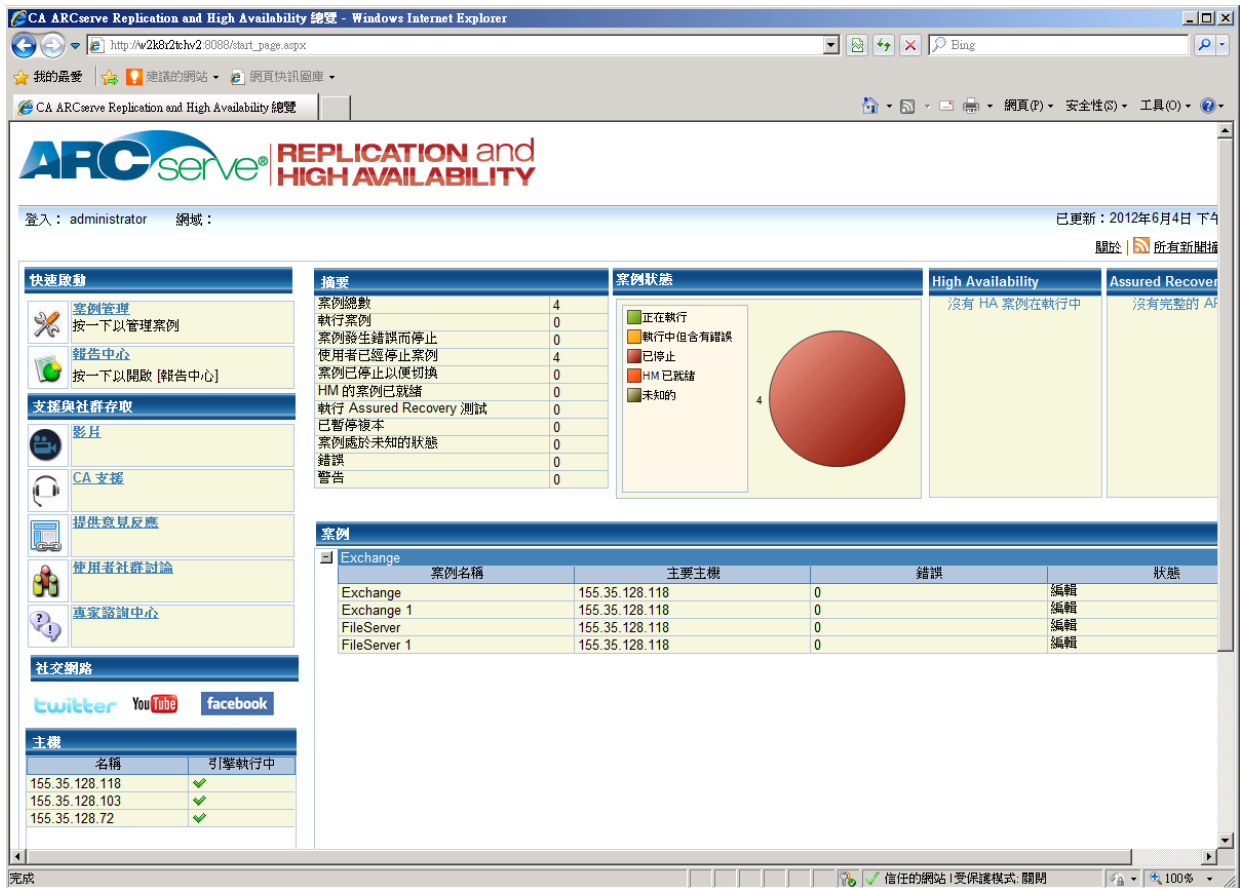 CA ARCserve Replication and High Availability 總覽 - Windows Internet Explorer
http://w2k8r2tchv2:8088/start_page.aspx
Bing
我的最愛 建議的網站 網頁快訊圖庫
CA ARCserve Replication and High Availability 總覽
網頁(P) 安全性(S) 工具(O)
ARCserve® REPLICATION and HIGH AVAILABILITY
登入： administrator 網域：
已更新：2012年6月4日 下午
關於 | 所有新聞摘
快速啟動
案例管理
按一下以管理案例
報告中心
按一下以開啟 [報告中心]
支援與社群存取
影片
CA 支援
提供意見反應
使用者社群討論
專家諮詢中心
社交網路
twitter YouTube facebook
主機
名稱 引擎執行中
155.35.128.118
155.35.128.103
155.35.128.72
摘要
案例總數 4
執行案例 0
案例發生錯誤而停止 0
使用者已經停止案例 4
案例已停止以便切換 0
HM 的案例已就緒 0
執行 Assured Recovery 測試 0
已暫停複本 0
案例處於未知的狀態 0
錯誤 0
警告 0
案例狀態
正在執行
執行中但含有錯誤
已停止
HM 已就緒
未知的
4
High Availability
沒有 HA 案例在執行中
Assured Recover
沒有完整的 AR
案例
Exchange
案例名稱 主要主機 錯誤 狀態
Exchange 155.35.128.118 0 編輯
Exchange 1 155.35.128.118 0 編輯
FileServer 155.35.128.118 0 編輯
FileServer 1 155.35.128.118 0 編輯
完成
信任的網站 | 受保護模式: 關閉
100%